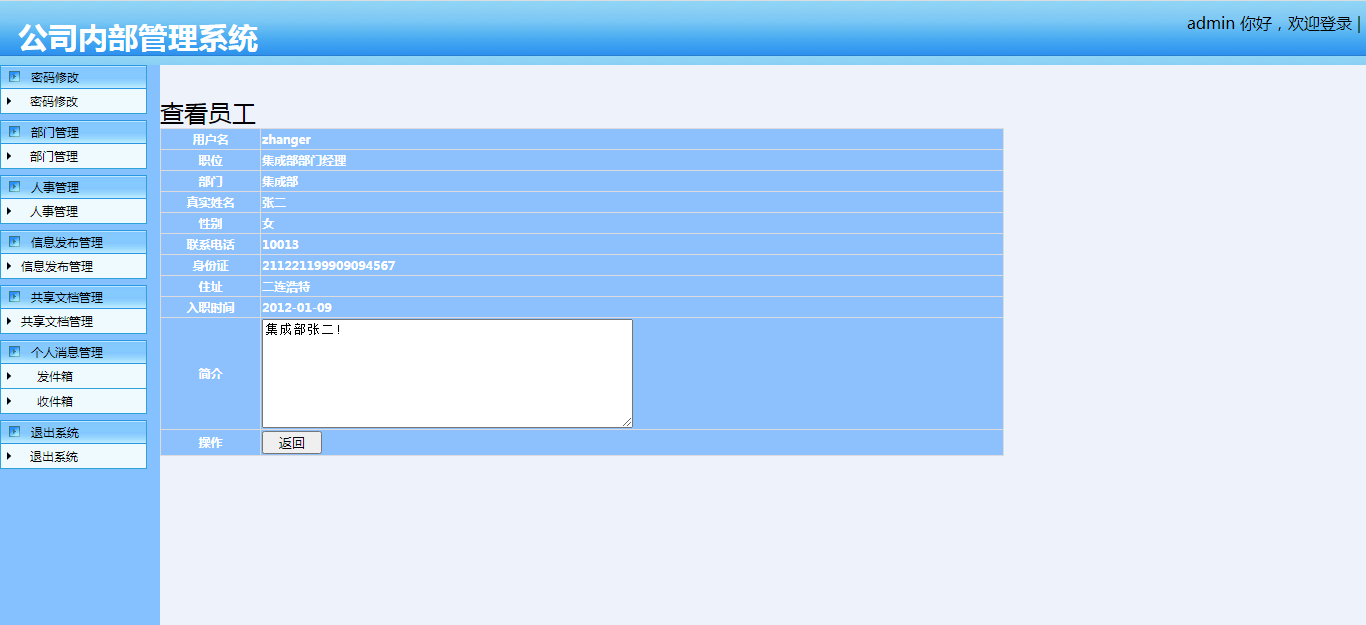 公司内部管理系统
admin 你好，欢迎登录 |
密码修改
密码修改
部门管理
部门管理
人事管理
人事管理
信息发布管理
信息发布管理
共享文档管理
共享文档管理
个人消息管理
发件箱
收件箱
退出系统
退出系统
查看员工
用户名 zhanger
职位 集成部部门经理
部门 集成部
真实姓名 张二
性别 女
联系电话 10013
身份证 211221199909094567
住址 二连浩特
入职时间 2012-01-09
简介 集成部张二!
操作 返回